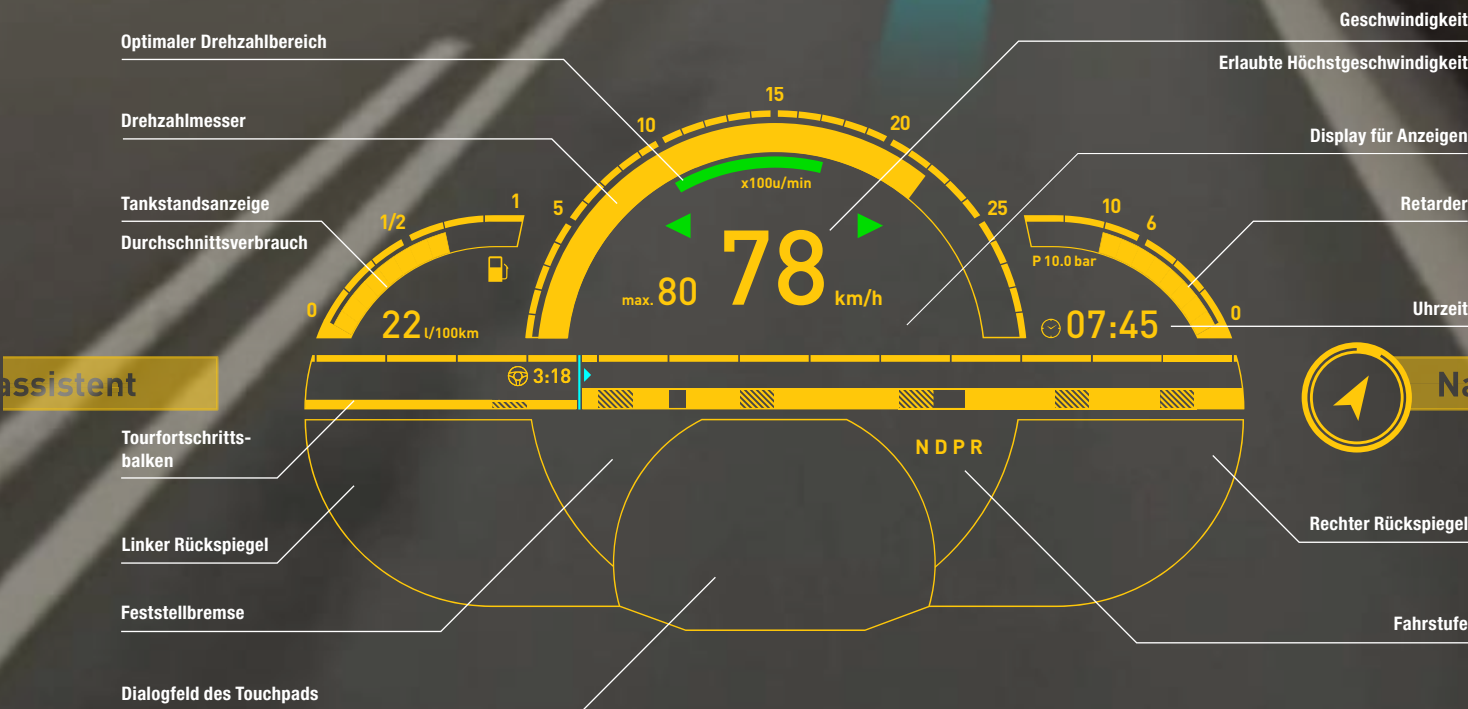 Optimaler Drehzahlbereich
Drehzahlmesser
Tankstandsanzeige
Durchschnittsverbrauch
Tourfortschritts-
balken
Linker Rückspiegel
Feststellbremse
Dialogfeld des Touchpads
Geschwindigkeit
Erlaubte Höchstgeschwindigkeit
Display für Anzeigen
Retarder
Uhrzeit
Rechter Rückspiegel
Fahrstufe
0
1/2
1
22 l/100km
5
10
15
20
25
x100u/min
max. 80
78 km/h
10
6
0
P 10.0 bar
07:45
assistent
3:18
Na
N D P R